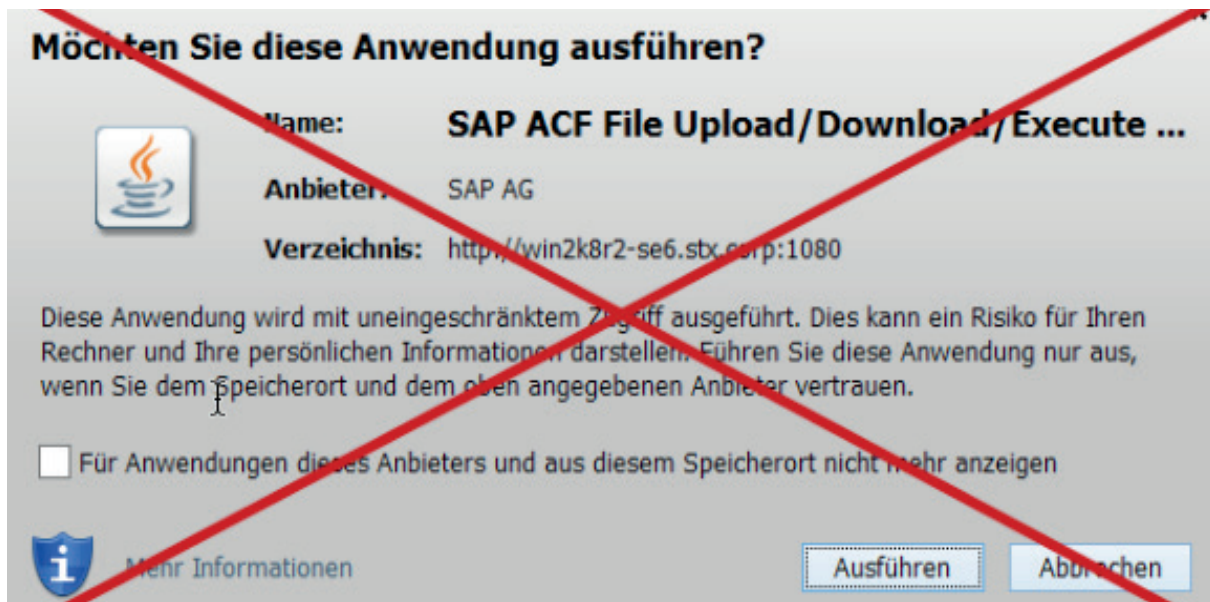 Möchten Sie diese Anwendung ausführen?
Name: SAP ACF File Upload/Download/Execute ...
Anbieter: SAP AG
Verzeichnis: http://win2k8r2-se6.stx.corp:1080
Diese Anwendung wird mit uneingeschränktem Zugriff ausgeführt. Dies kann ein Risiko für Ihren
Rechner und Ihre persönlichen Informationen darstellen. Führen Sie diese Anwendung nur aus,
wenn Sie dem Speicherort und dem oben angegebenen Anbieter vertrauen.
Für Anwendungen dieses Anbieters und aus diesem Speicherort nicht mehr anzeigen
Mehr Informationen Ausführen Abbrechen